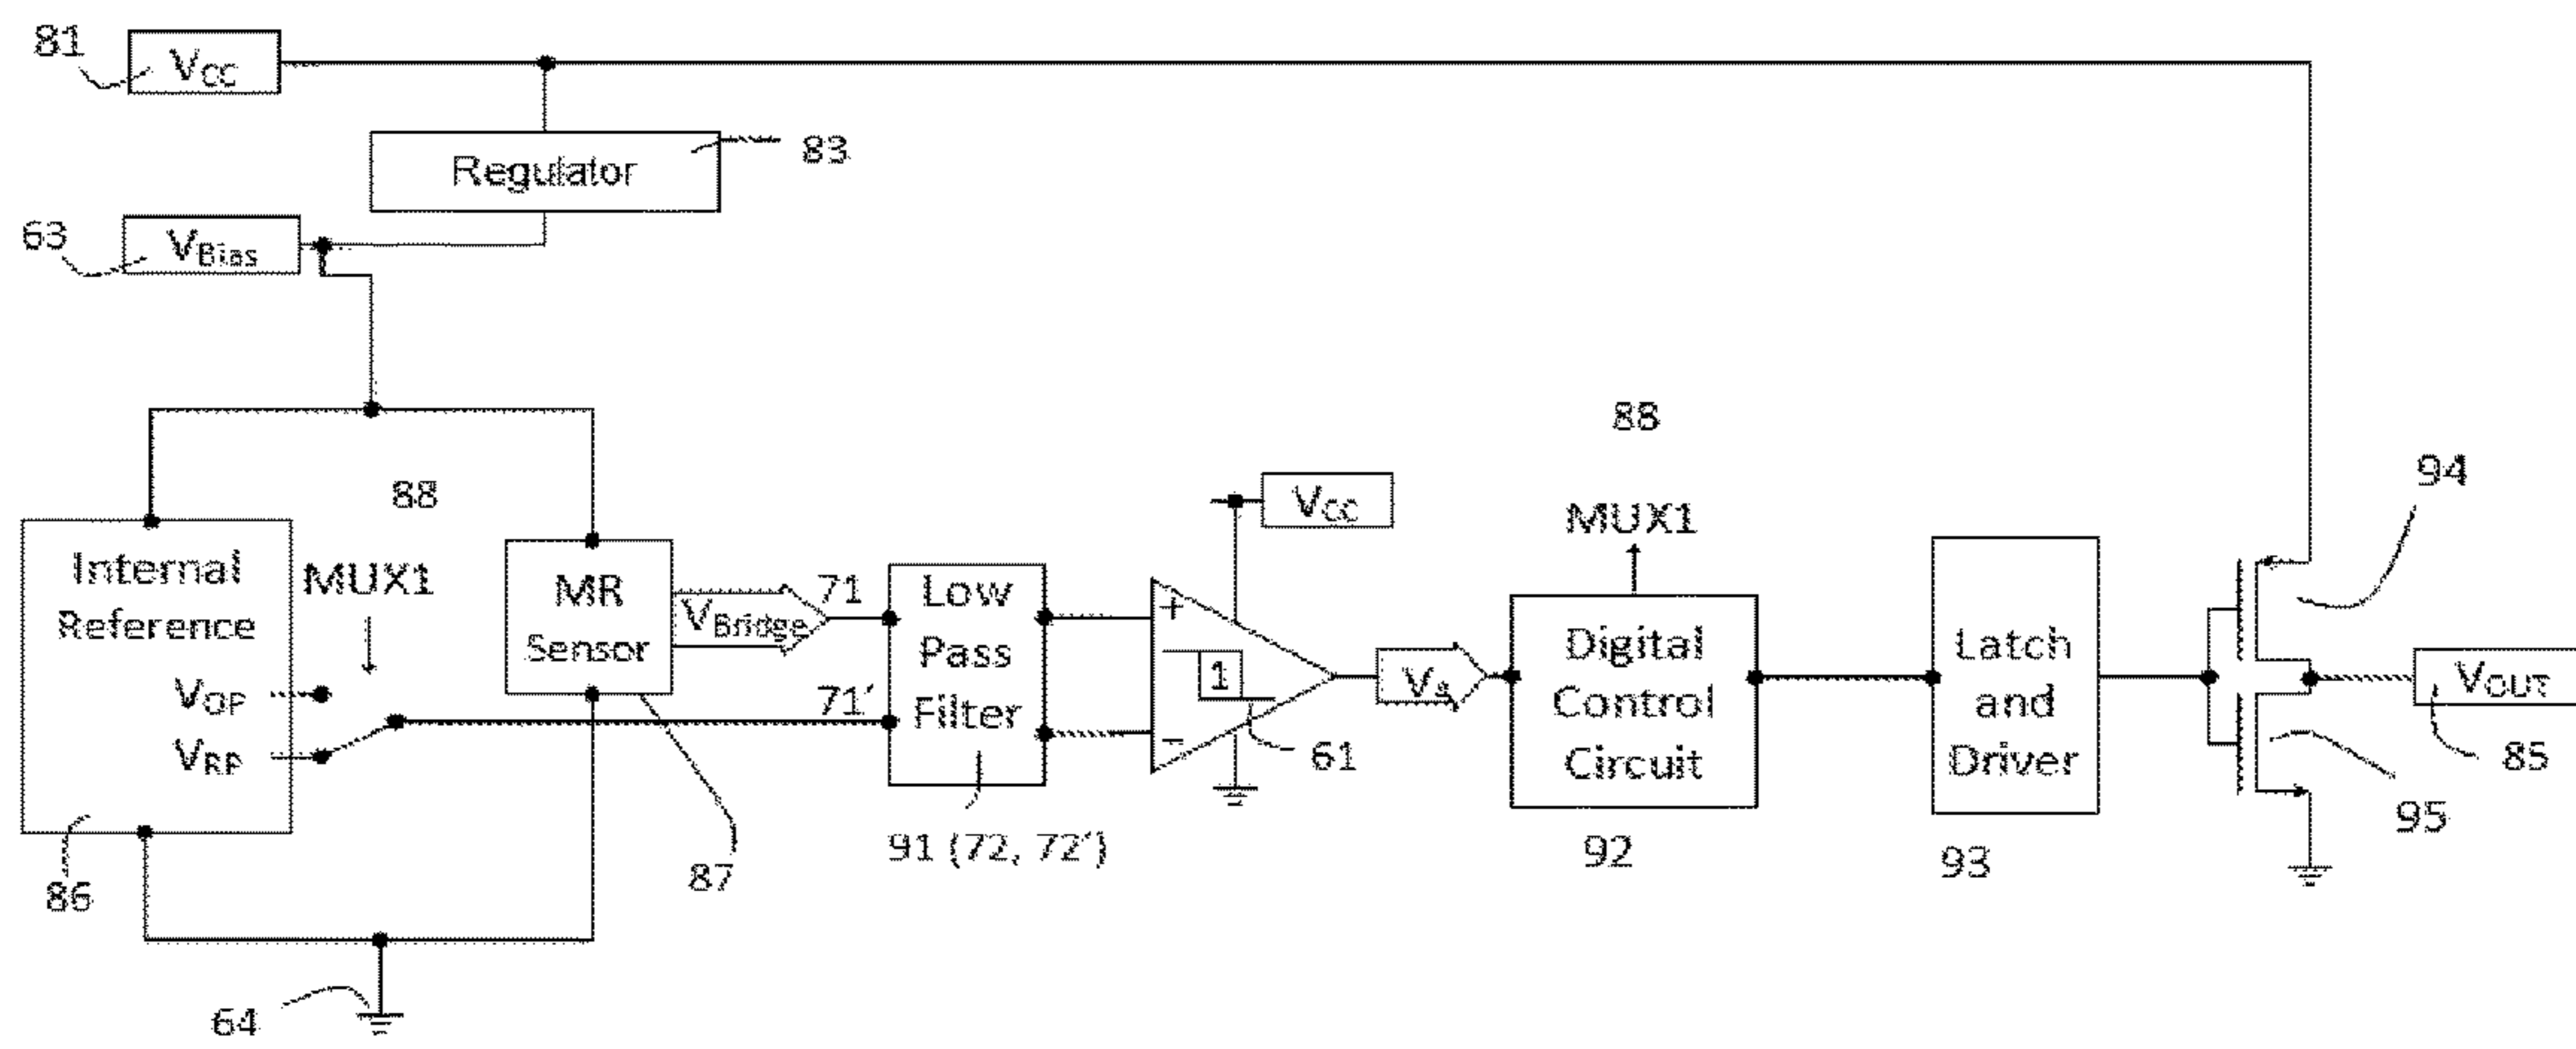 81
VCC
Regulator
83
63
VBias
88
88
94
VCC
Internal
Reference
MUX1
MUX1
MR
Sensor
VBridge
71
71′
Low
Pass
Filter
+
−
1
61
VA
Digital
Control
Circuit
Latch
and
Driver
VOUT
85
VOP
VRP
95
86
87
91 (72, 72′)
92
93
64